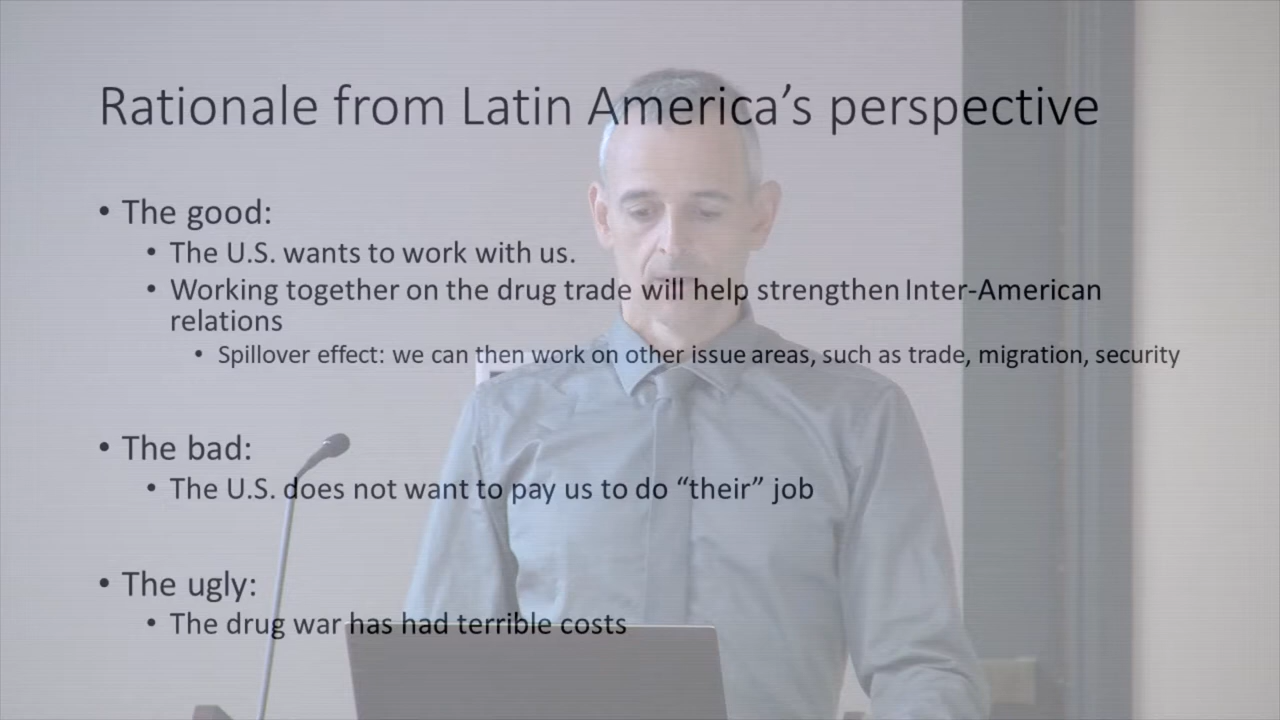 Rationale from Latin America's perspective
• The good:
• The U.S. wants to work with us.
• Working together on the drug trade will help strengthen Inter-American
relations
• Spillover effect: we can then work on other issue areas, such as trade, migration, security
• The bad:
• The U.S. does not want to pay us to do “their” job
• The ugly:
• The drug war has had terrible costs